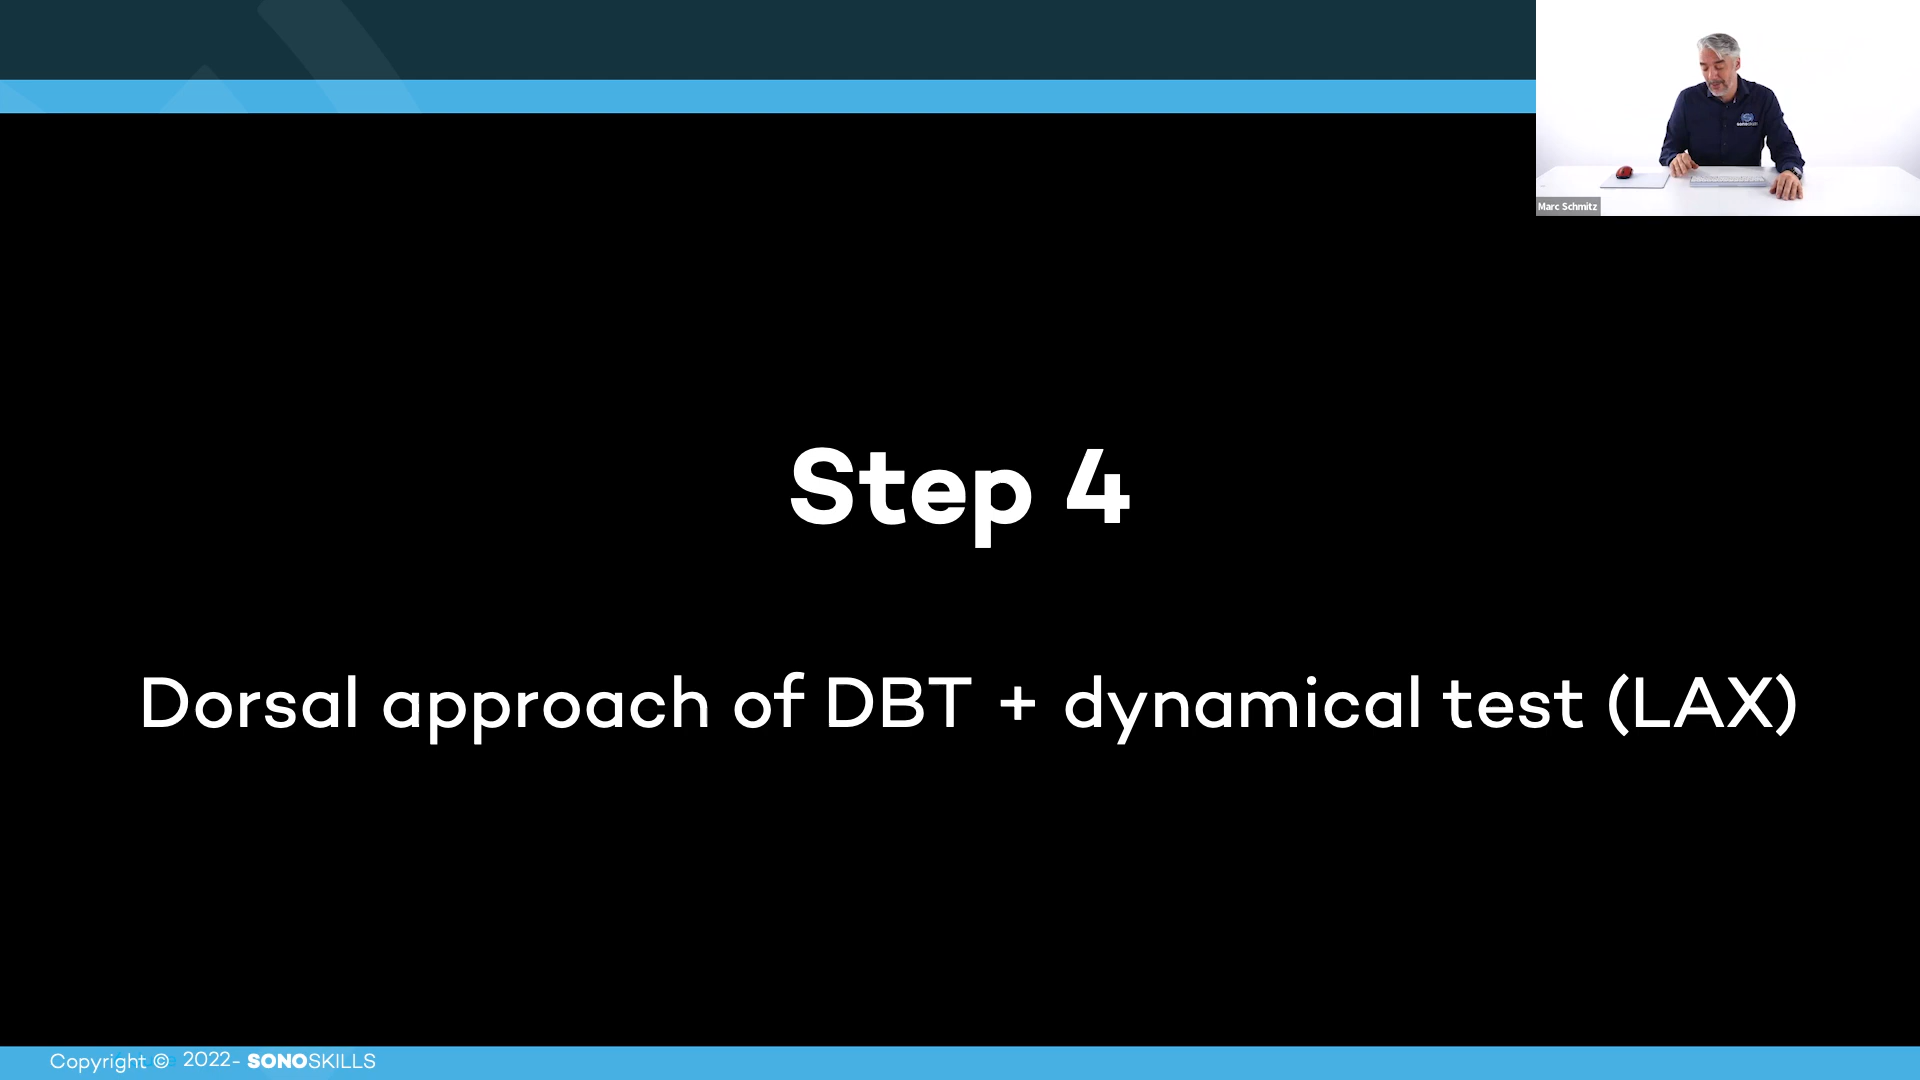 Marc Schmitz
Step 4
Dorsal approach of DBT + dynamical test (LAX)
Copyright © 2022- SONOSKILLS